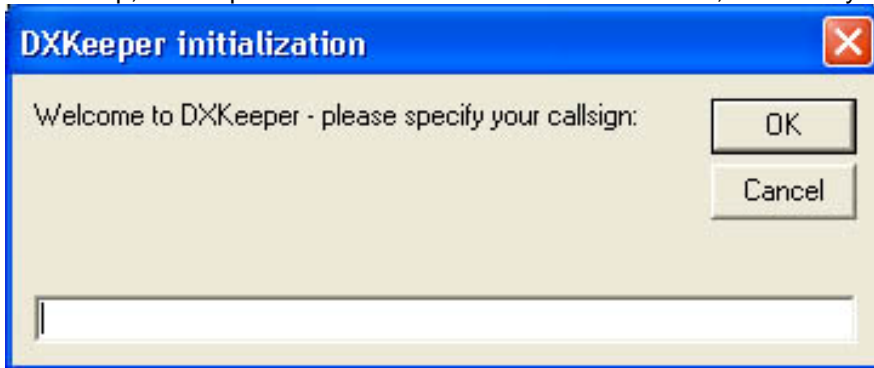 DXKeeper initialization
Welcome to DXKeeper - please specify your callsign:
OK
Cancel